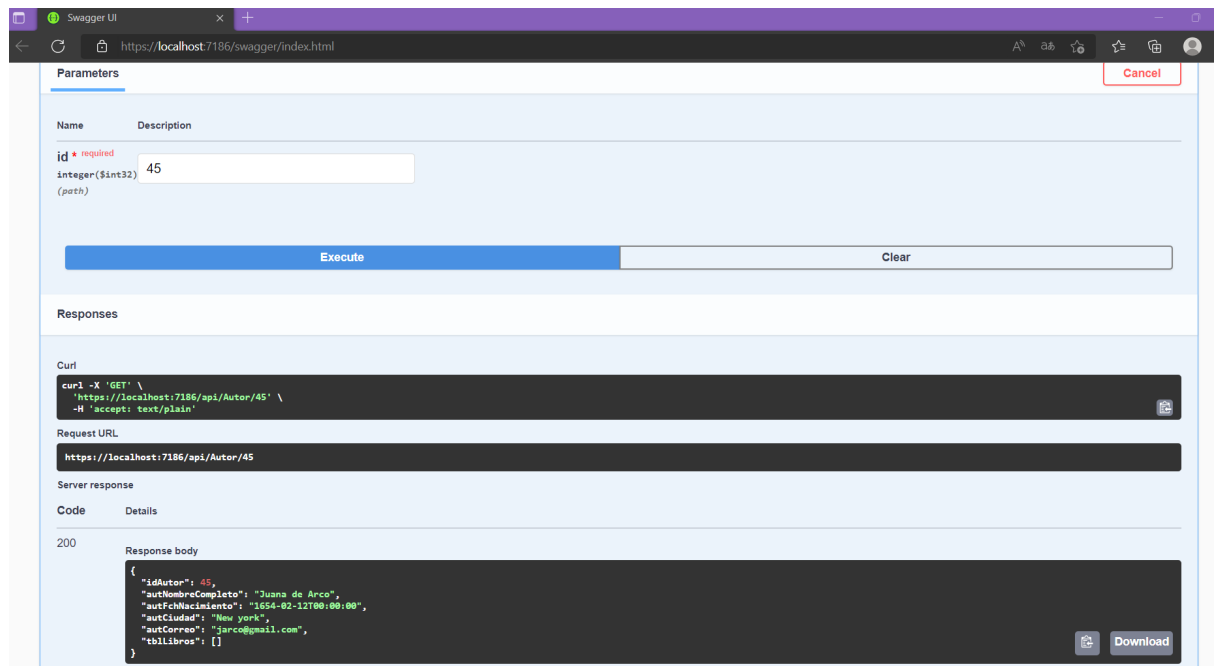 Swagger UI
https://localhost:7186/swagger/index.html
Parameters
Cancel
Name Description
id * required
integer($int32)
(path)
45
Execute Clear
Responses
Curl
curl -X 'GET' \
'https://localhost:7186/api/Autor/45' \
-H 'accept: text/plain'
Request URL
https://localhost:7186/api/Autor/45
Server response
Code Details
200
Response body
{
"idAutor": 45,
"autNombreCompleto": "Juana de Arco",
"autFchNacimiento": "1654-02-12T00:00:00",
"autCiudad": "New york",
"autCorreo": "jarco@gmail.com",
"tblLibros": []
}
Download